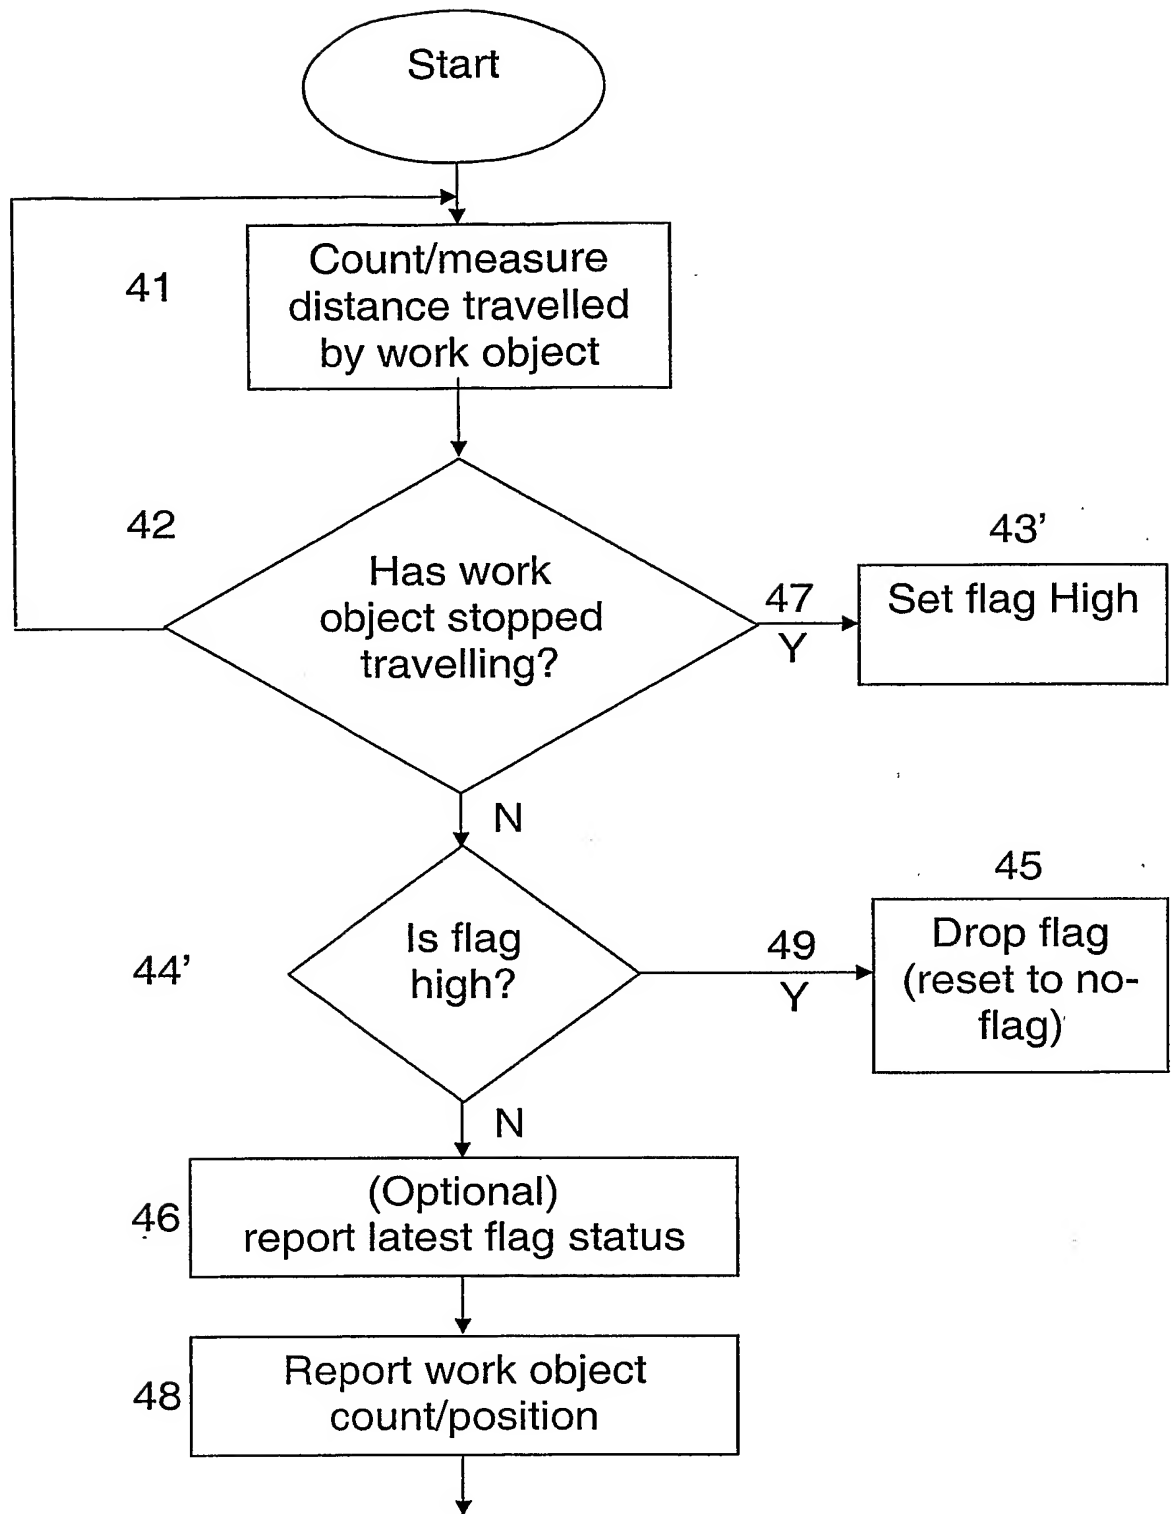 Start
41
Count/measure
distance travelled
by work object
42
Has work
object stopped
travelling?
47
Y
43’
Set flag High
N
44’
Is flag
high?
49
Y
45
Drop flag
(reset to no-
flag)
N
46
(Optional)
report latest flag status
48
Report work object
count/position